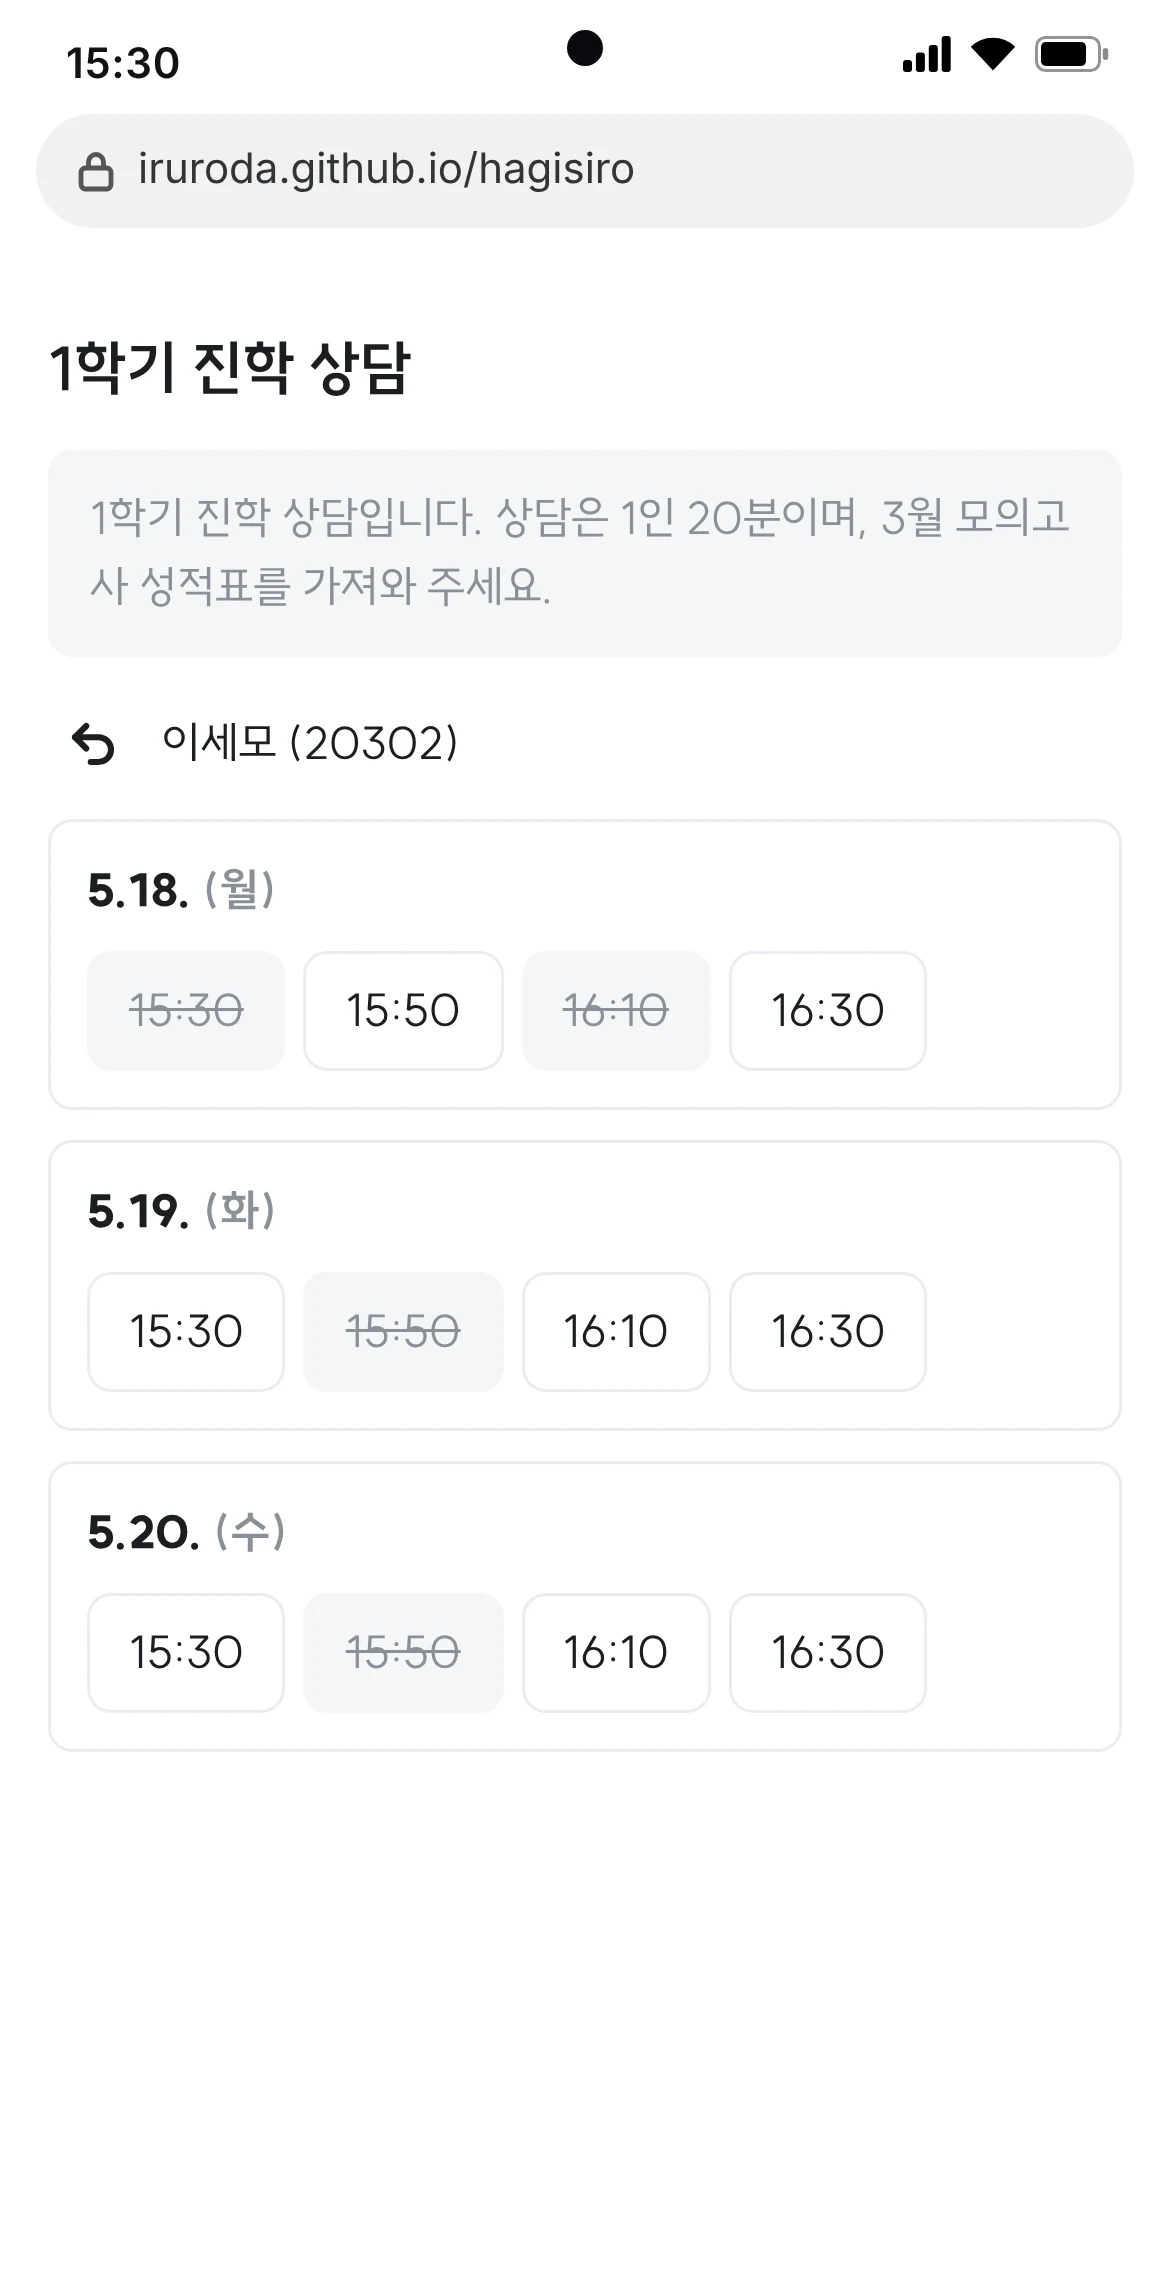 15:30
iruroda.github.io/hagisiro
1학기 진학 상담
1학기 진학 상담입니다. 상담은 1인 20분이며, 3월 모의고
사 성적표를 가져와 주세요.
이세모 (20302)
5.18. (월)
15:30 15:50 16:10 16:30
5.19. (화)
15:30 15:50 16:10 16:30
5.20. (수)
15:30 15:50 16:10 16:30